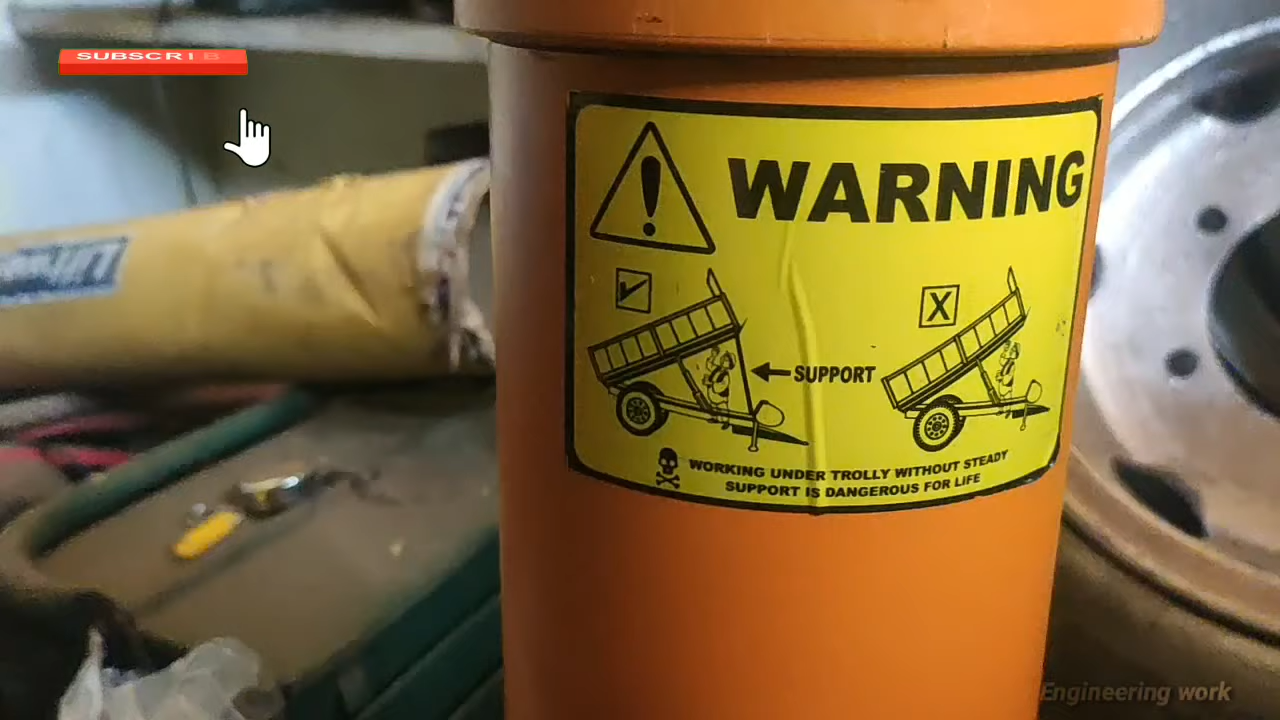 SUBSCRIB
WARNING
X
SUPPORT
WORKING UNDER TROLLY WITHOUT STEADY
SUPPORT IS DANGEROUS FOR LIFE
Engineering work